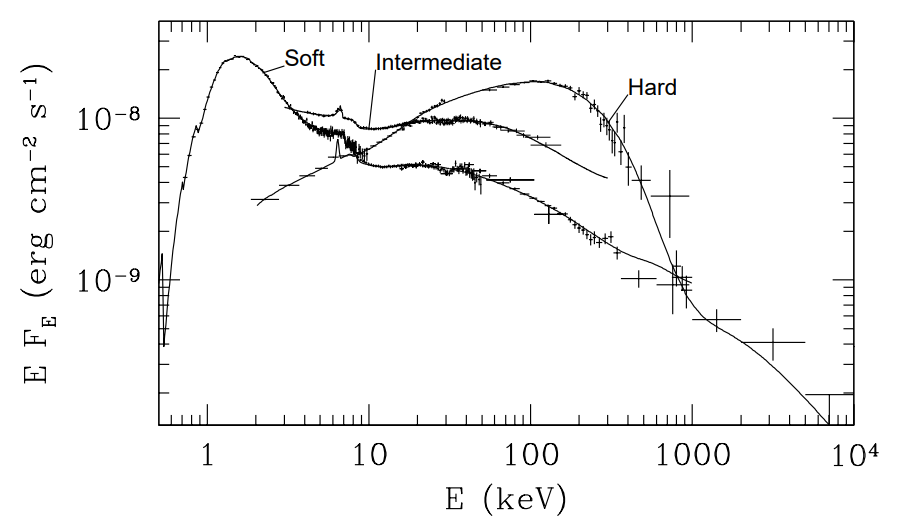 Soft
Intermediate
Hard
10⁻⁸
10⁻⁹
E F_E (erg cm⁻² s⁻¹)
1 10 100 1000 10⁴
E (keV)